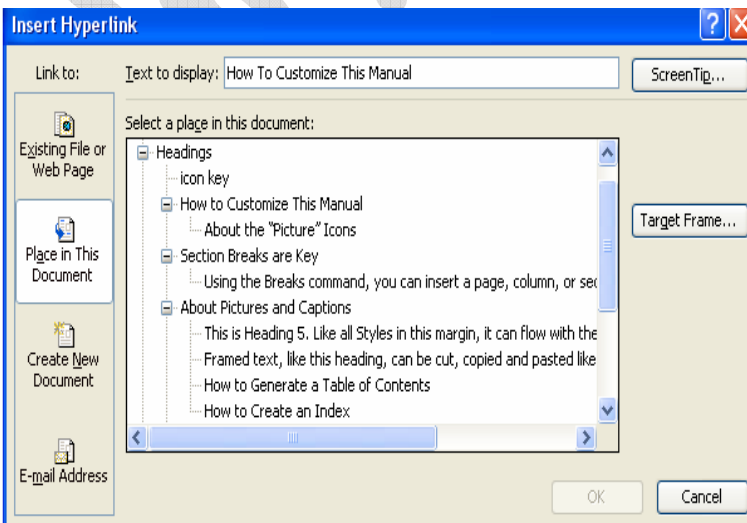 Insert Hyperlink
Link to:
Text to display: How To Customize This Manual
ScreenTip...
Select a place in this document:
Existing File or
Web Page
Place in This
Document
Create New
Document
E-mail Address
Headings
icon key
How to Customize This Manual
About the “Picture” Icons
Section Breaks are Key
Using the Breaks command, you can insert a page, column, or sec
About Pictures and Captions
This is Heading 5. Like all Styles in this margin, it can flow with the
Framed text, like this heading, can be cut, copied and pasted like
How to Generate a Table of Contents
How to Create an Index
Target Frame...
OK
Cancel